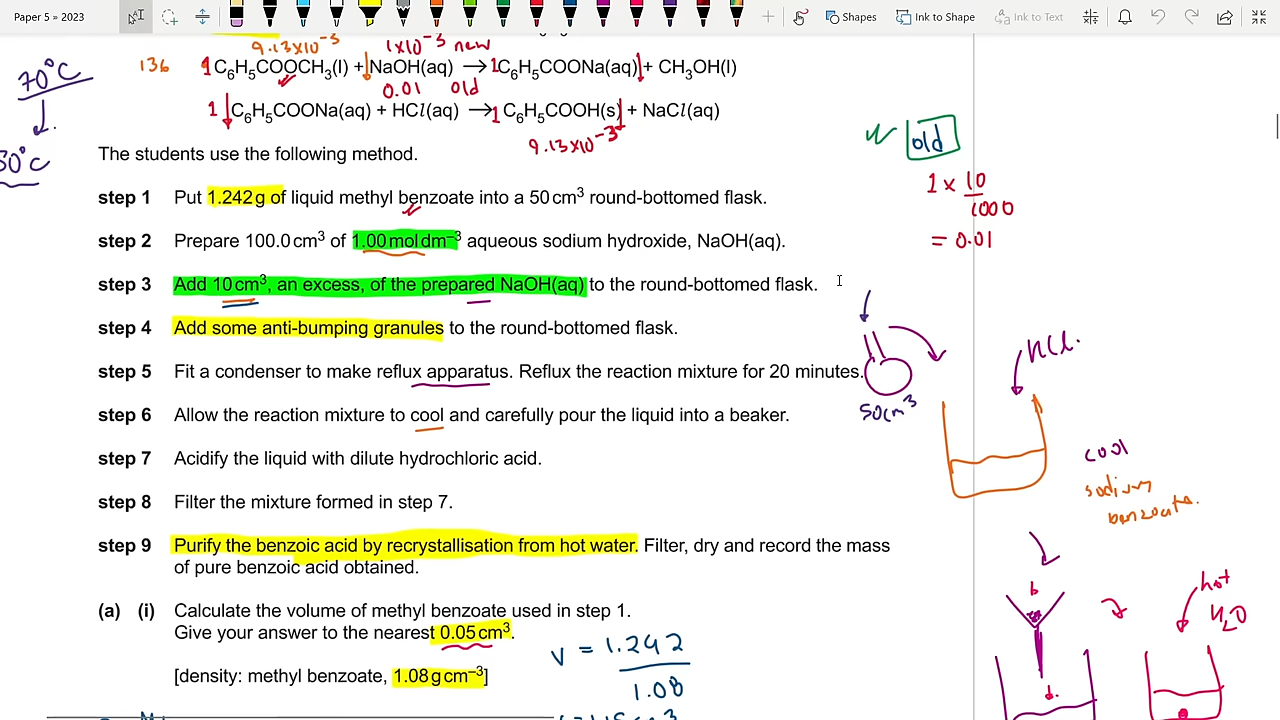 Paper 5 » 2023
Shapes
Ink to Shape
Ink to Text
9.13x10⁻³ 1x10⁻³ new
136 1 C₆H₅COOCH₃(l) + NaOH(aq) → 1 C₆H₅COONa(aq) + CH₃OH(l)
0.01 old
1 C₆H₅COONa(aq) + HCl(aq) → 1 C₆H₅COOH(s) + NaCl(aq)
9.13x10⁻³
70°C
The students use the following method.
step 1 Put 1.242 g of liquid methyl benzoate into a 50 cm³ round-bottomed flask.
step 2 Prepare 100.0 cm³ of 1.00 mol dm⁻³ aqueous sodium hydroxide, NaOH(aq).
step 3 Add 10 cm³, an excess, of the prepared NaOH(aq) to the round-bottomed flask.
step 4 Add some anti-bumping granules to the round-bottomed flask.
step 5 Fit a condenser to make reflux apparatus. Reflux the reaction mixture for 20 minutes.
step 6 Allow the reaction mixture to cool and carefully pour the liquid into a beaker.
step 7 Acidify the liquid with dilute hydrochloric acid.
step 8 Filter the mixture formed in step 7.
step 9 Purify the benzoic acid by recrystallisation from hot water. Filter, dry and record the mass
of pure benzoic acid obtained.
(a) (i) Calculate the volume of methyl benzoate used in step 1.
Give your answer to the nearest 0.05 cm³.
[density: methyl benzoate, 1.08 g cm⁻³]
V = 1.242
1.08
old
1 x 10
1000
= 0.01
HCl.
50cm³
cool
sodium
benzoate.
b
hot
H₂O
d.